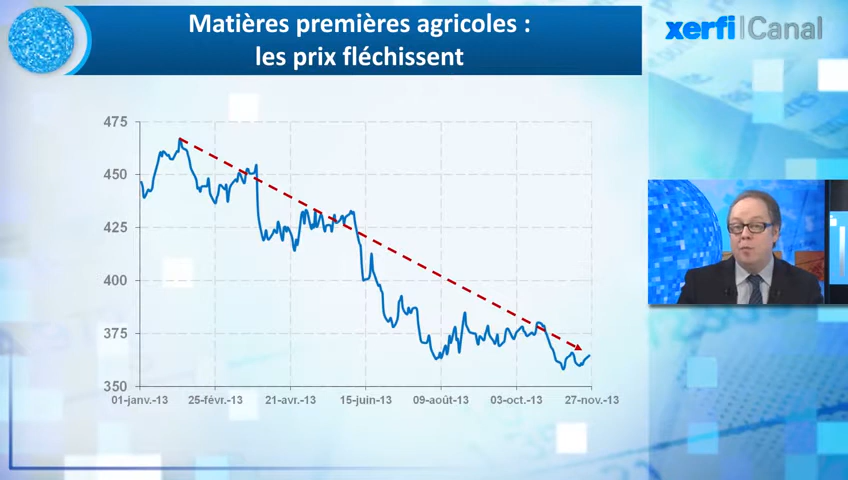 Matières premières agricoles :
les prix fléchissent
xerfi|Canal
475
450
425
400
375
350
01-janv.-13 25-févr.-13 21-avr.-13 15-juin-13 09-août-13 03-oct.-13 27-nov.-13